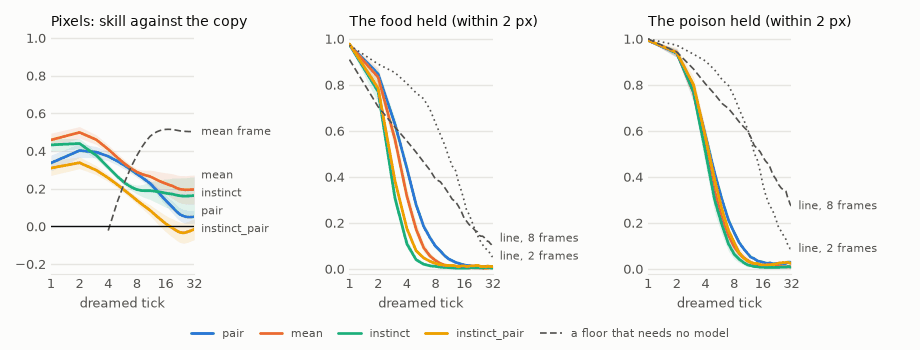 Pixels: skill against the copy
1.0
0.8
0.6
0.4
0.2
0.0
−0.2
1 2 4 8 16 32
dreamed tick
mean frame
mean
instinct
pair
instinct_pair
The food held (within 2 px)
1.0
0.8
0.6
0.4
0.2
0.0
1 2 4 8 16 32
dreamed tick
line, 8 frames
line, 2 frames
The poison held (within 2 px)
1.0
0.8
0.6
0.4
0.2
0.0
1 2 4 8 16 32
dreamed tick
line, 8 frames
line, 2 frames
pair mean instinct instinct_pair a floor that needs no model